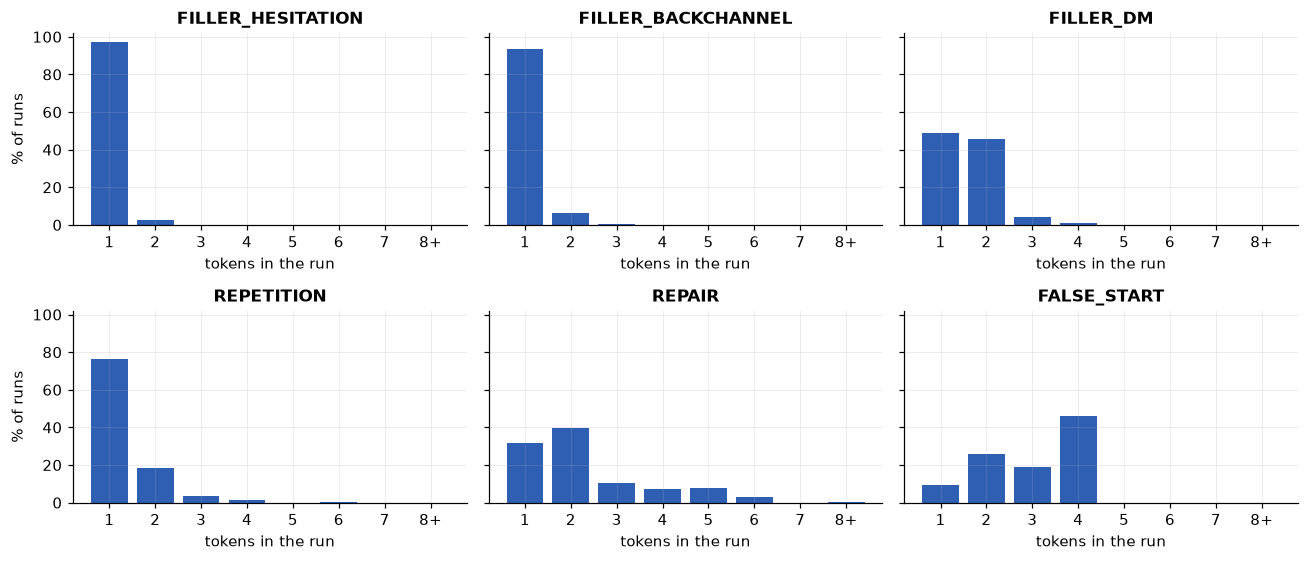 FILLER_HESITATION FILLER_BACKCHANNEL FILLER_DM
% of runs
100
80
60
40
20
0
1 2 3 4 5 6 7 8+ 1 2 3 4 5 6 7 8+ 1 2 3 4 5 6 7 8+
tokens in the run tokens in the run tokens in the run
REPETITION REPAIR FALSE_START
% of runs
100
80
60
40
20
0
1 2 3 4 5 6 7 8+ 1 2 3 4 5 6 7 8+ 1 2 3 4 5 6 7 8+
tokens in the run tokens in the run tokens in the run